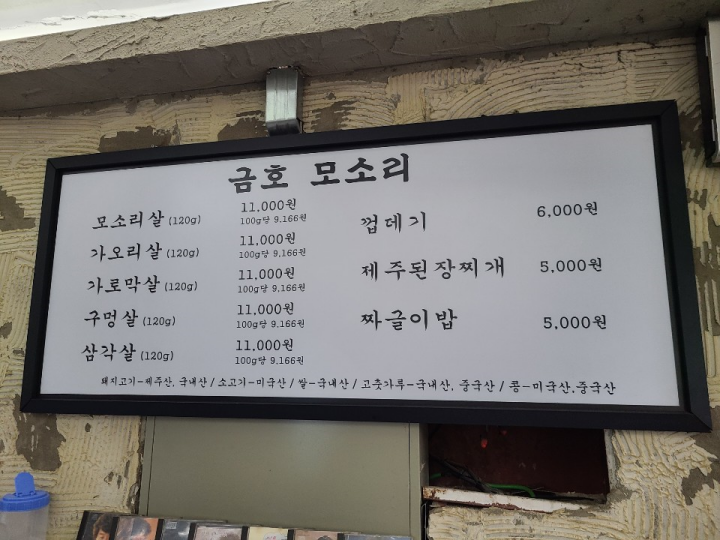 금호 모소리
모소리살 (120g) 11,000원
100g당 9.166원
가오리살 (120g) 11,000원
100g당 9.166원
가로막살 (120g) 11,000원
100g당 9.166원
구멍살 (120g) 11,000원
100g당 9.166원
삼각살 (120g) 11,000원
100g당 9.166원
껍데기 6,000원
제주된장찌개 5,000원
짜글이밥 5,000원
돼지고기-제주산, 국내산 / 소고기-미국산 / 쌀-국내산 / 고춧가루-국내산, 중국산 / 콩-미국산,중국산